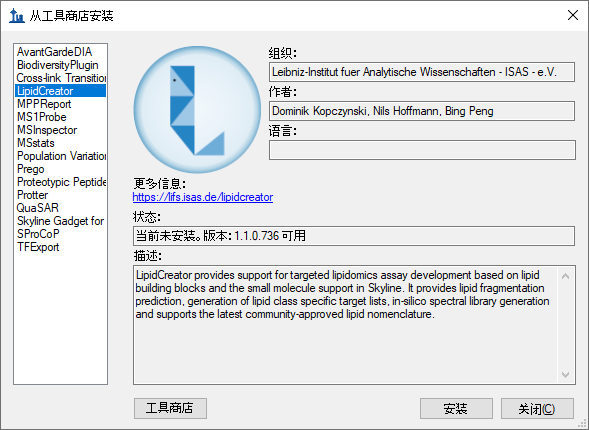 从工具商店安装
AvantGardeDIA
BiodiversityPlugin
Cross-link Transition
LipidCreator
MPPReport
MS1Probe
MSInspector
MSstats
Population Variation
Prego
Proteotypic Peptide
Protter
QuaSAR
Skyline Gadget for
SProCoP
TFExport
组织:
Leibniz-Institut fuer Analytische Wissenschaften - ISAS - e.V.
作者:
Dominik Kopczynski, Nils Hoffmann, Bing Peng
语言:
更多信息:
https://lifs.isas.de/lipidcreator
状态:
当前未安装。版本: 1.1.0.736 可用
描述:
LipidCreator provides support for targeted lipidomics assay development based on lipid
building blocks and the small molecule support in Skyline. It provides lipid fragmentation
prediction, generation of lipid class specific target lists, in-silico spectral library generation
and supports the latest community-approved lipid nomenclature.
工具商店
安装
关闭(C)